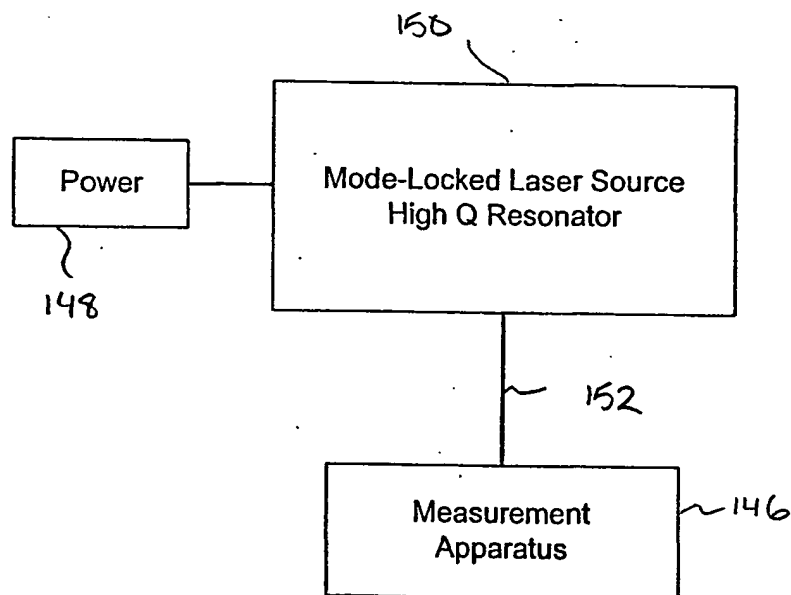 150
Power
Mode-Locked Laser Source
High Q Resonator
148
152
Measurement
Apparatus
146